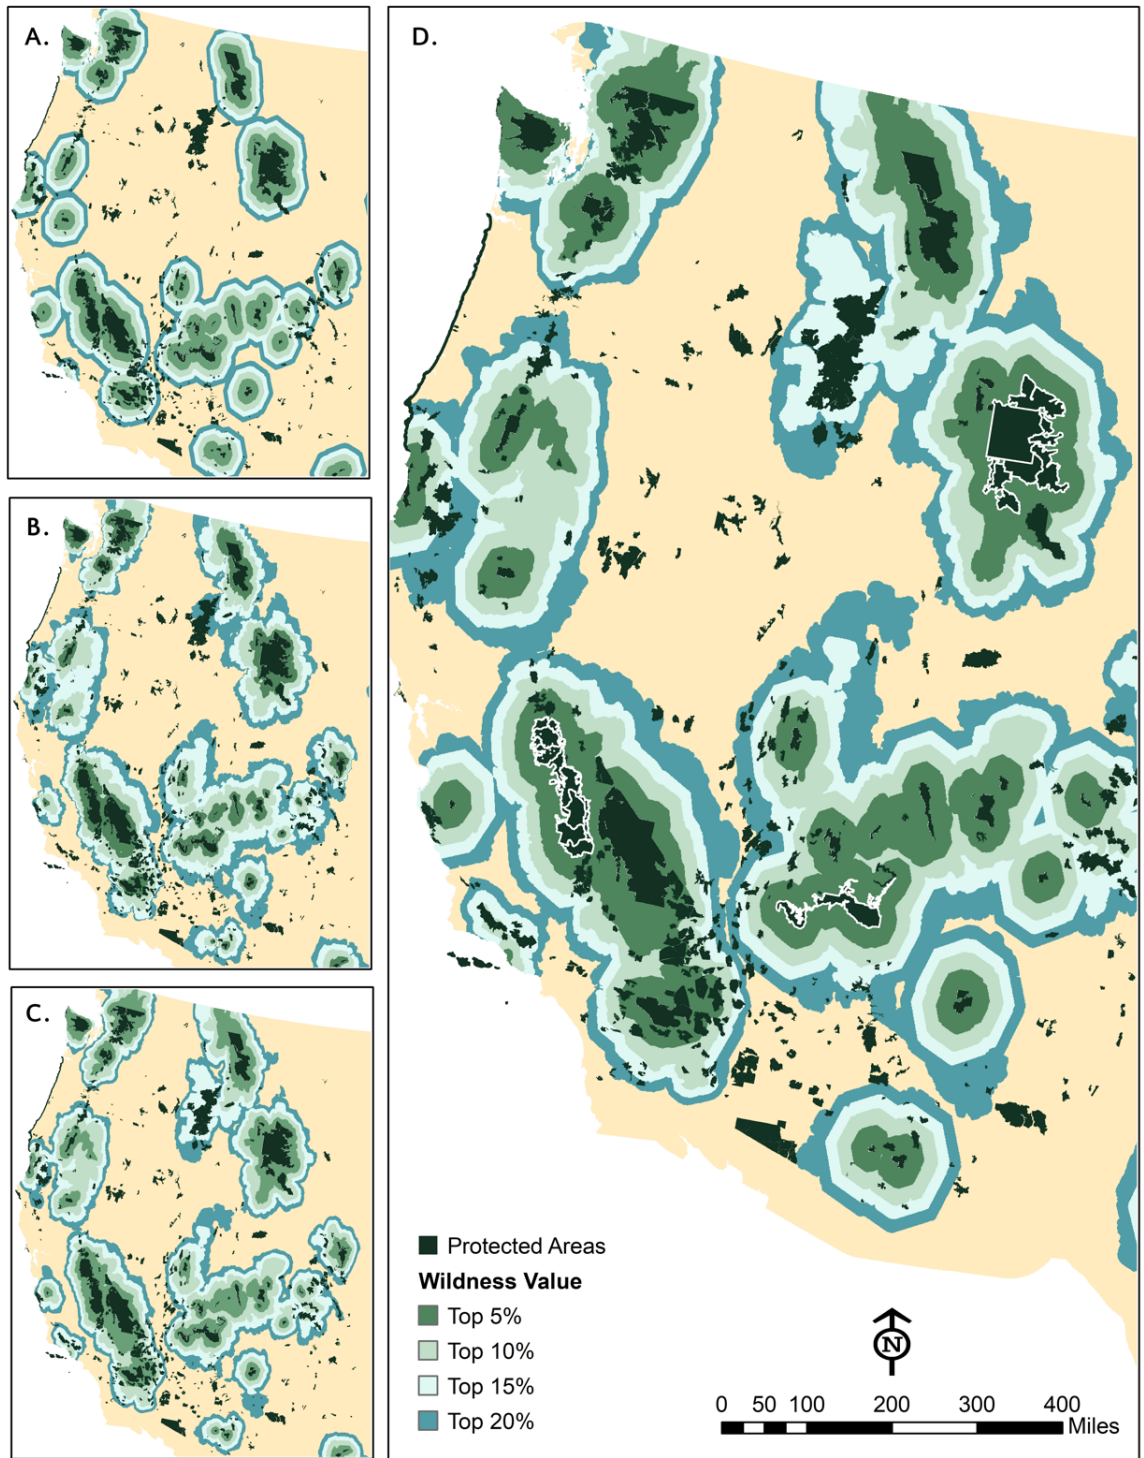 A.
B.
C.
D.
Protected Areas
Wildness Value
Top 5%
Top 10%
Top 15%
Top 20%
N
0 50 100 200 300 400
Miles